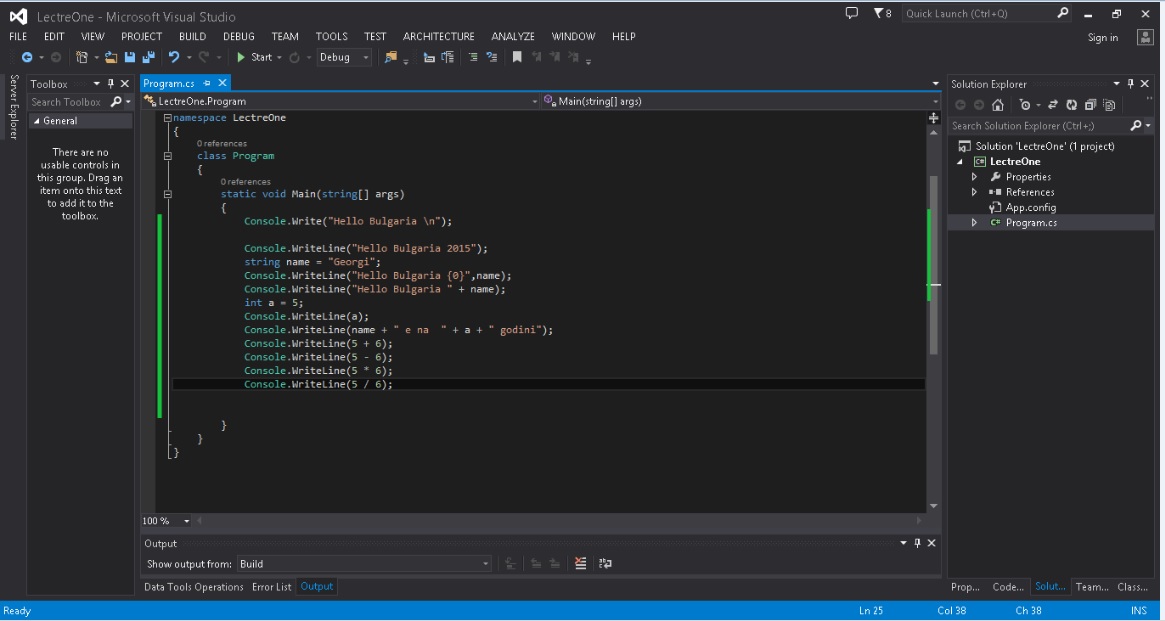 LectreOne - Microsoft Visual Studio
8
Quick Launch (Ctrl+Q)
FILE EDIT VIEW PROJECT BUILD DEBUG TEAM TOOLS TEST ARCHITECTURE ANALYZE WINDOW HELP
Sign in
Start
Debug
Server Explorer
Toolbox
Search Toolbox
General
There are no
usable controls in
this group. Drag an
item onto this text
to add it to the
toolbox.
Program.cs
LectreOne.Program
Main(string[] args)
namespace LectreOne
{
0 references
class Program
{
0 references
static void Main(string[] args)
{
Console.Write("Hello Bulgaria \n");
Console.WriteLine("Hello Bulgaria 2015");
string name = "Georgi";
Console.WriteLine("Hello Bulgaria {0}",name);
Console.WriteLine("Hello Bulgaria " + name);
int a = 5;
Console.WriteLine(a);
Console.WriteLine(name + " e na  " + a + " godini");
Console.WriteLine(5 + 6);
Console.WriteLine(5 - 6);
Console.WriteLine(5 * 6);
Console.WriteLine(5 / 6);
}
}
}
100 %
Output
Show output from: Build
Data Tools Operations Error List Output
Solution Explorer
Search Solution Explorer (Ctrl+;)
Solution 'LectreOne' (1 project)
LectreOne
Properties
References
App.config
Program.cs
Prop... Code... Solut... Team... Class...
Ready
Ln 25 Col 38 Ch 38 INS